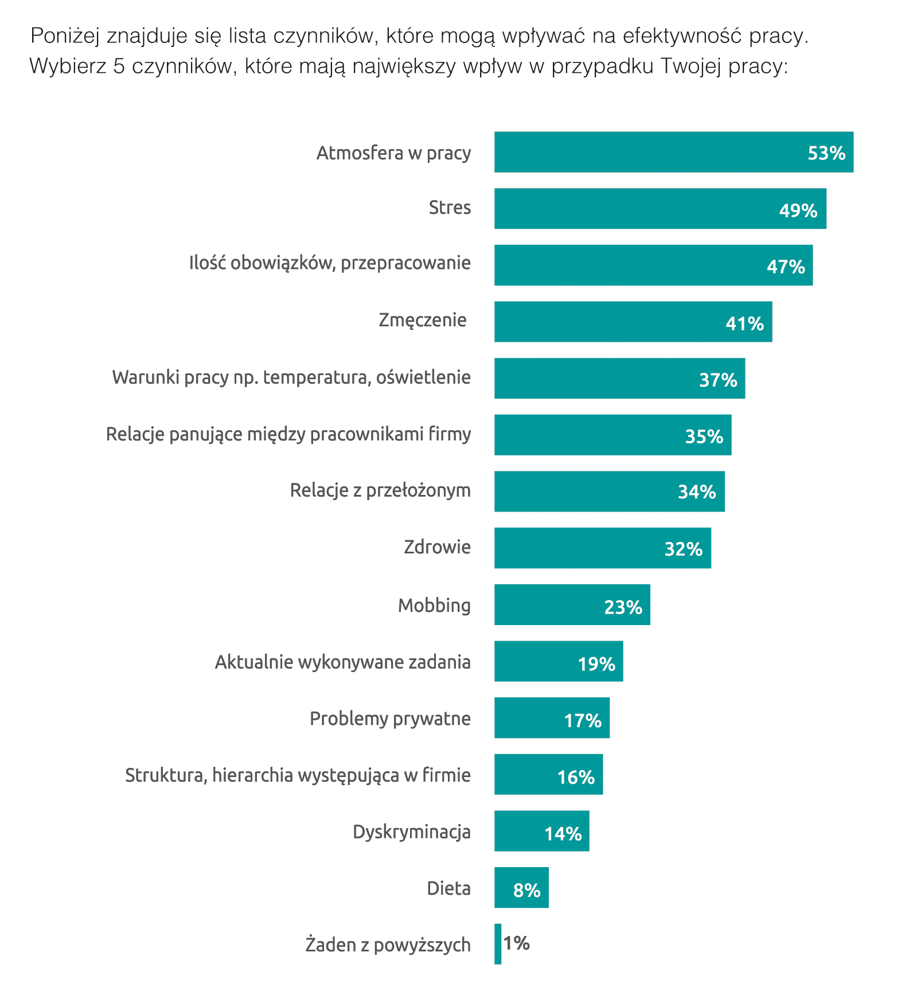 Poniżej znajduje się lista czynników, które mogą wpływać na efektywność pracy.
Wybierz 5 czynników, które mają największy wpływ w przypadku Twojej pracy:
Atmosfera w pracy 53%
Stres 49%
Ilość obowiązków, przepracowanie 47%
Zmęczenie 41%
Warunki pracy np. temperatura, oświetlenie 37%
Relacje panujące między pracownikami firmy 35%
Relacje z przełożonym 34%
Zdrowie 32%
Mobbing 23%
Aktualnie wykonywane zadania 19%
Problemy prywatne 17%
Struktura, hierarchia występująca w firmie 16%
Dyskryminacja 14%
Dieta 8%
Żaden z powyższych 1%